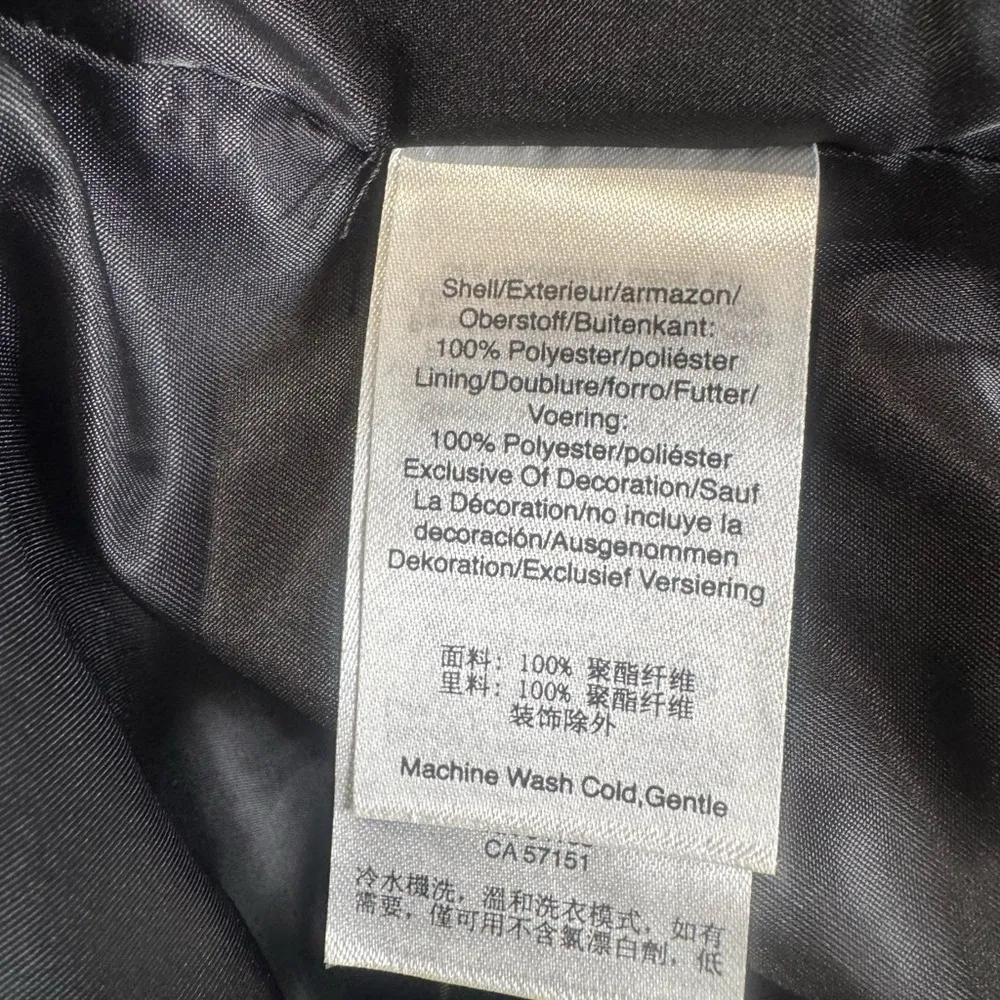 Shell/Exterieur/armazon/
Oberstoff/Buitenkant:
100% Polyester/poliéster
Lining/Doublure/forro/Futter/
Voering:
100% Polyester/poliéster
Exclusive Of Decoration/Sauf
La Décoration/no incluye la
decoración/Ausgenommen
Dekoration/Exclusief Versiering
面料: 100% 聚酯纤维
里料: 100% 聚酯纤维
装饰除外
Machine Wash Cold,Gentle
CA 57151
冷水機洗，溫和洗衣模式，如有
需要，僅可用不含氯漂白劑，低